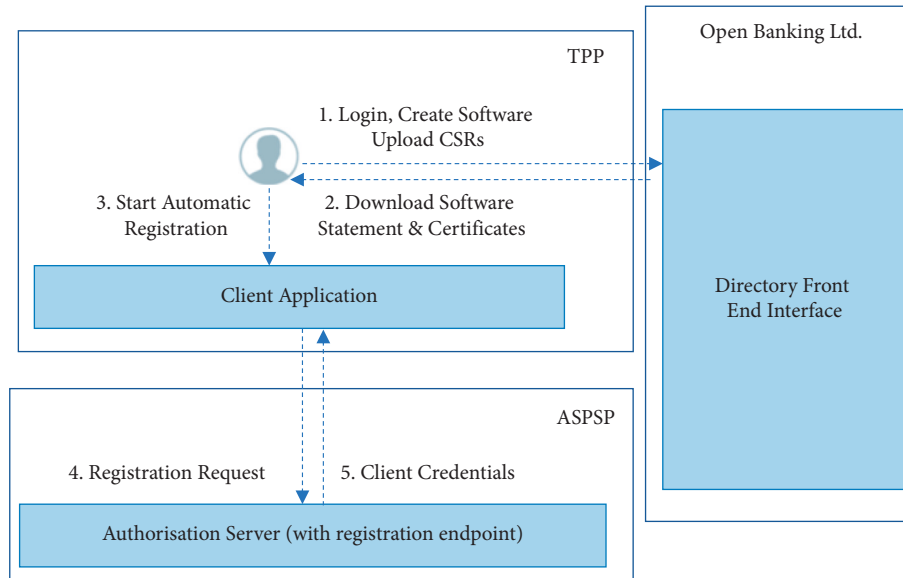 Open Banking Ltd.
TPP
1. Login, Create Software
Upload CSRs
3. Start Automatic
Registration
2. Download Software
Statement & Certificates
Client Application
Directory Front
End Interface
ASPSP
4. Registration Request
5. Client Credentials
Authorisation Server (with registration endpoint)